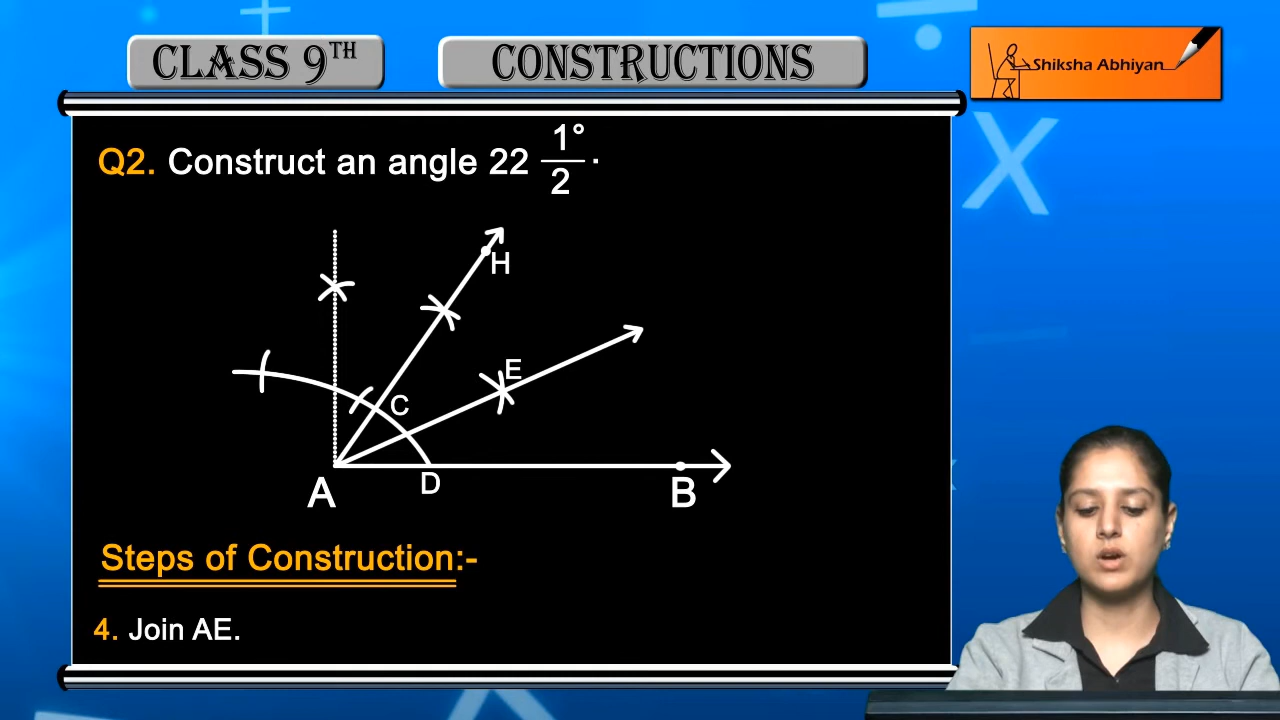 CLASS 9TH
CONSTRUCTIONS
Shiksha Abhiyan
Q2. Construct an angle 22 1°/2.
H
E
C
A
D
B
Steps of Construction:-
4. Join AE.